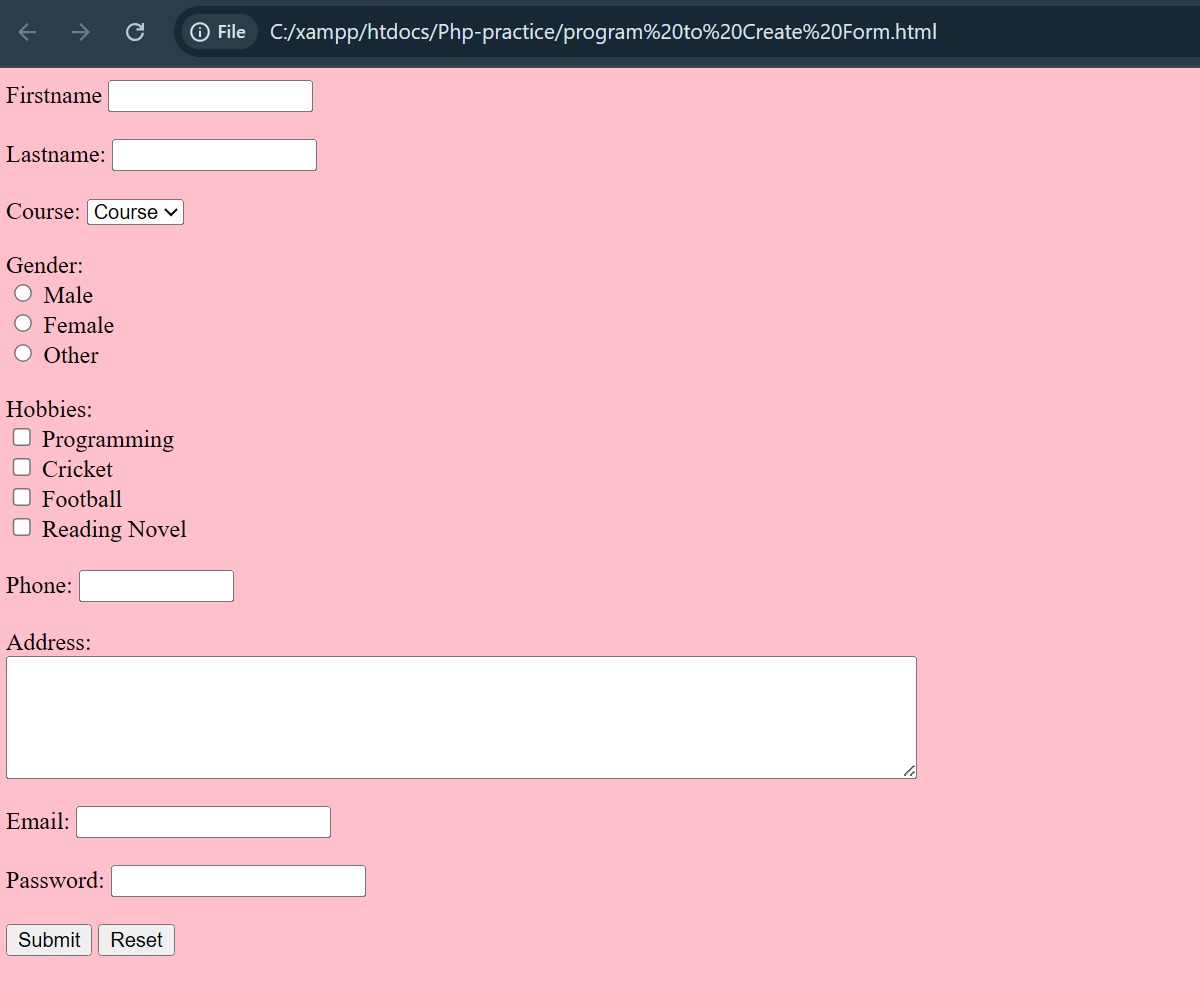 File C:/xampp/htdocs/Php-practice/program%20to%20Create%20Form.html
Firstname
Lastname:
Course: Course
Gender:
Male
Female
Other
Hobbies:
Programming
Cricket
Football
Reading Novel
Phone:
Address:
Email:
Password:
Submit Reset